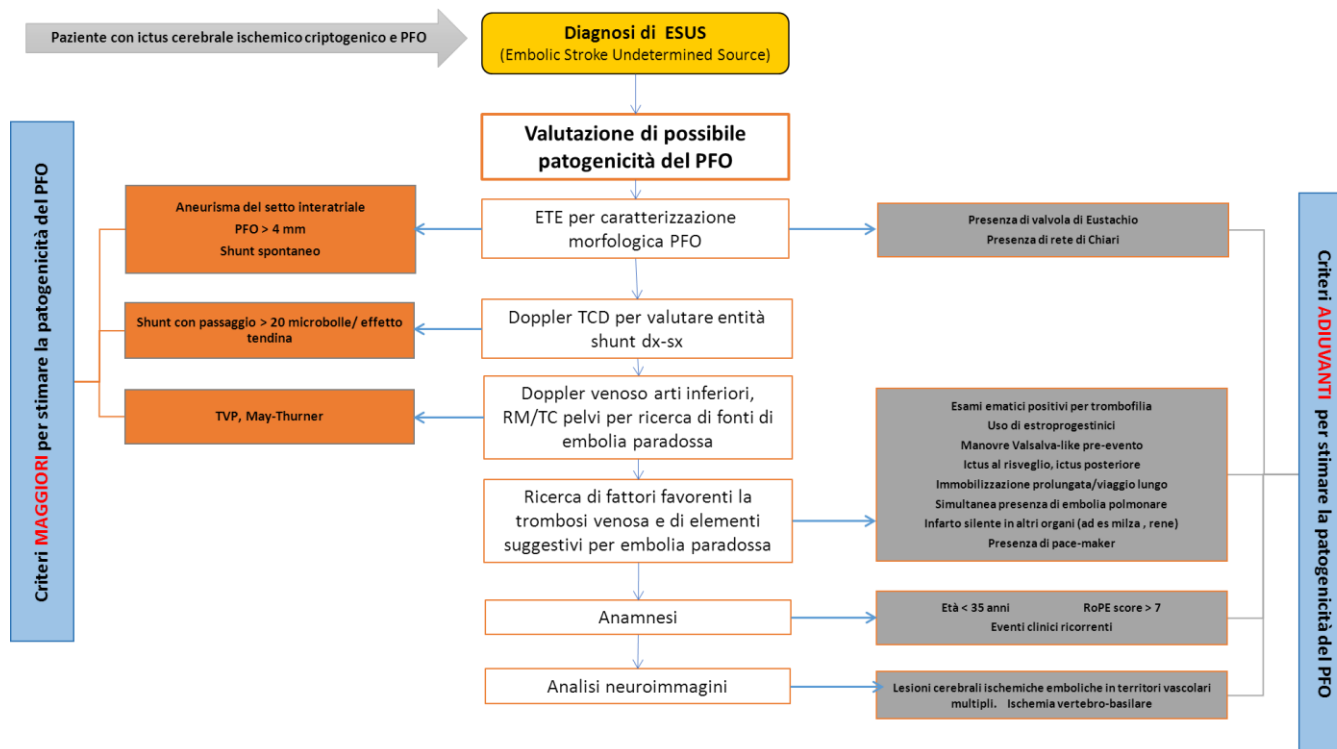 Paziente con ictus cerebrale ischemico criptogenico e PFO
Diagnosi di ESUS
(Embolic Stroke Undetermined Source)
Valutazione di possibile
patogenicità del PFO
Criteri MAGGIORI per stimare la patogenicità del PFO
Aneurisma del setto interatriale
PFO > 4 mm
Shunt spontaneo
ETE per caratterizzazione
morfologica PFO
Presenza di valvola di Eustachio
Presenza di rete di Chiari
Shunt con passaggio > 20 microbolle/ effetto
tendina
Doppler TCD per valutare entità
shunt dx-sx
TVP, May-Thurner
Doppler venoso arti inferiori,
RM/TC pelvi per ricerca di fonti di
embolia paradossa
Ricerca di fattori favorenti la
trombosi venosa e di elementi
suggestivi per embolia paradossa
Esami ematici positivi per trombofilia
Uso di estroprogestinici
Manovre Valsalva-like pre-evento
Ictus al risveglio, ictus posteriore
Immobilizzazione prolungata/viaggio lungo
Simultanea presenza di embolia polmonare
Infarto silente in altri organi (ad es milza , rene)
Presenza di pace-maker
Anamnesi
Età < 35 anni RoPE score > 7
Eventi clinici ricorrenti
Analisi neuroimmagini
Lesioni cerebrali ischemiche emboliche in territori vascolari
multipli. Ischemia vertebro-basilare
Criteri ADIUVANTI per stimare la patogenicità del PFO